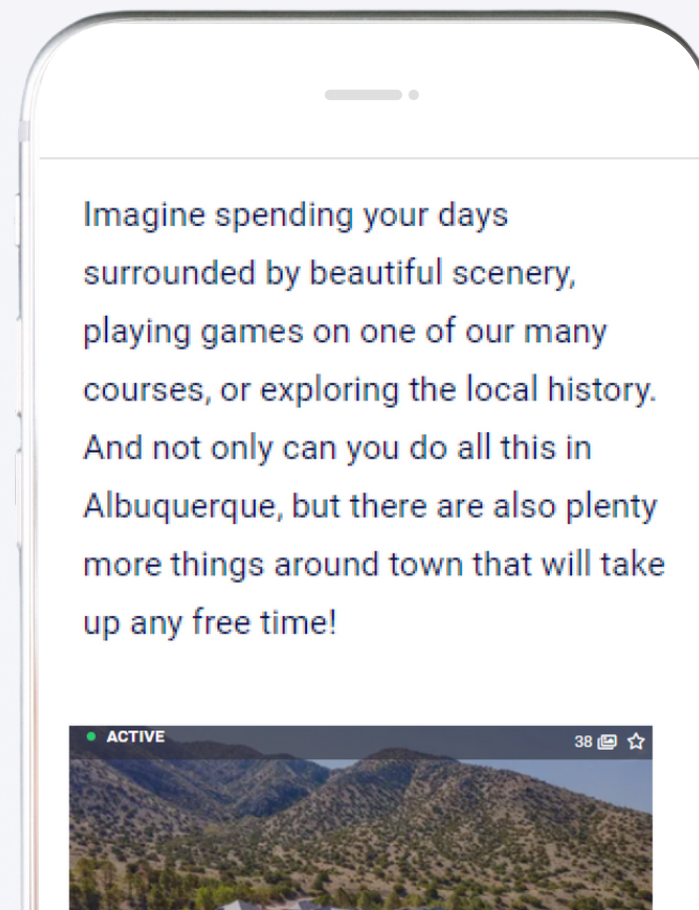 Imagine spending your days
surrounded by beautiful scenery,
playing games on one of our many
courses, or exploring the local history.
And not only can you do all this in
Albuquerque, but there are also plenty
more things around town that will take
up any free time!
ACTIVE
38